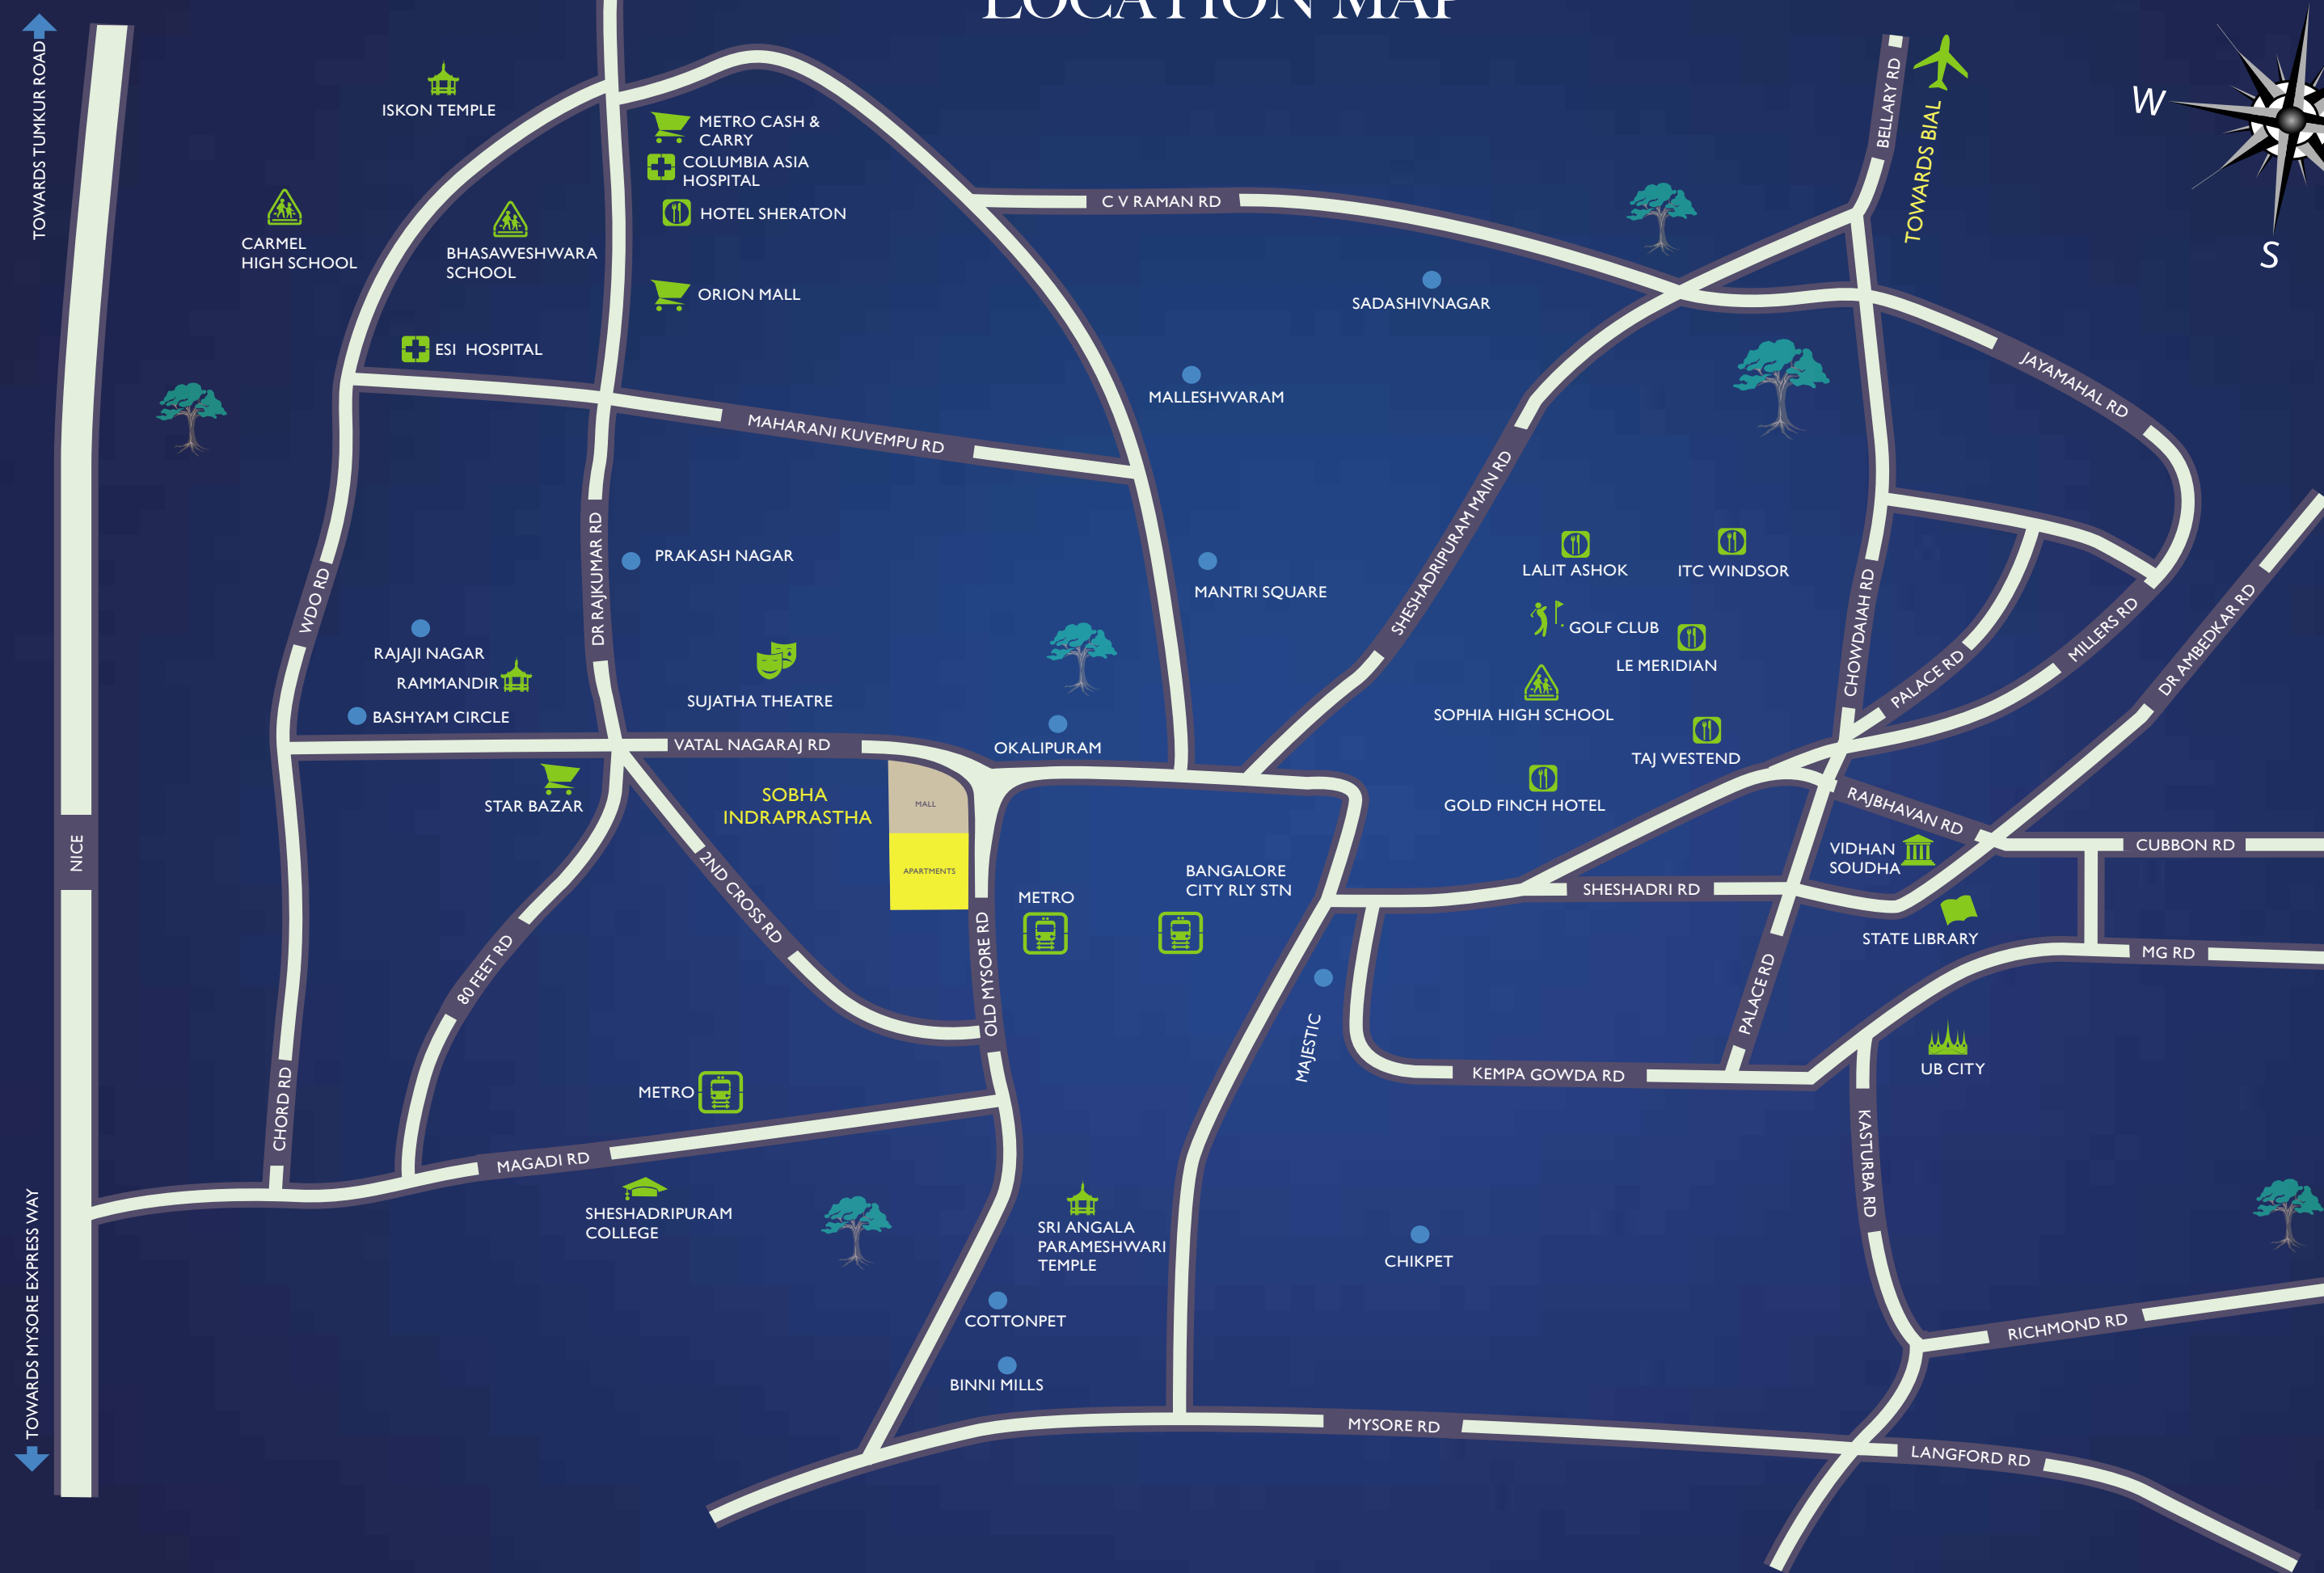 LOCATION MAP
TOWARDS TUMKUR ROAD
ISKON TEMPLE
METRO CASH &
CARRY
COLUMBIA ASIA
HOSPITAL
HOTEL SHERATON
ORION MALL
CARMEL
HIGH SCHOOL
BHASAWESHWARA
SCHOOL
ESI HOSPITAL
C V RAMAN RD
BELLARY RD
TOWARDS BIAL
W
S
SADASHIVNAGAR
MALLESHWARAM
JAYAMAHAL RD
MAHARANI KUVEMPU RD
SHESHADRIPURAM MAIN RD
WDO RD
DR RAJKUMAR RD
PRAKASH NAGAR
MANTRI SQUARE
LALIT ASHOK
ITC WINDSOR
GOLF CLUB
LE MERIDIAN
SOPHIA HIGH SCHOOL
TAJ WESTEND
GOLD FINCH HOTEL
CHOWDAIAH RD
PALACE RD
MILLERS RD
DR AMBEDKAR RD
RAJAJI NAGAR
RAMMANDIR
BASHYAM CIRCLE
SUJATHA THEATRE
OKALIPURAM
VATAL NAGARAJ RD
STAR BAZAR
SOBHA
INDRAPRASTHA
MALL
APARTMENTS
NICE
2ND CROSS RD
80 FEET RD
OLD MYSORE RD
METRO
BANGALORE
CITY RLY STN
RAJBHAVAN RD
VIDHAN
SOUDHA
CUBBON RD
SHESHADRI RD
STATE LIBRARY
MG RD
PALACE RD
MAJESTIC
KEMPA GOWDA RD
UB CITY
METRO
CHORD RD
MAGADI RD
KASTURBA RD
SHESHADRIPURAM
COLLEGE
SRI ANGALA
PARAMESHWARI
TEMPLE
CHIKPET
COTTONPET
BINNI MILLS
RICHMOND RD
MYSORE RD
LANGFORD RD
TOWARDS MYSORE EXPRESS WAY